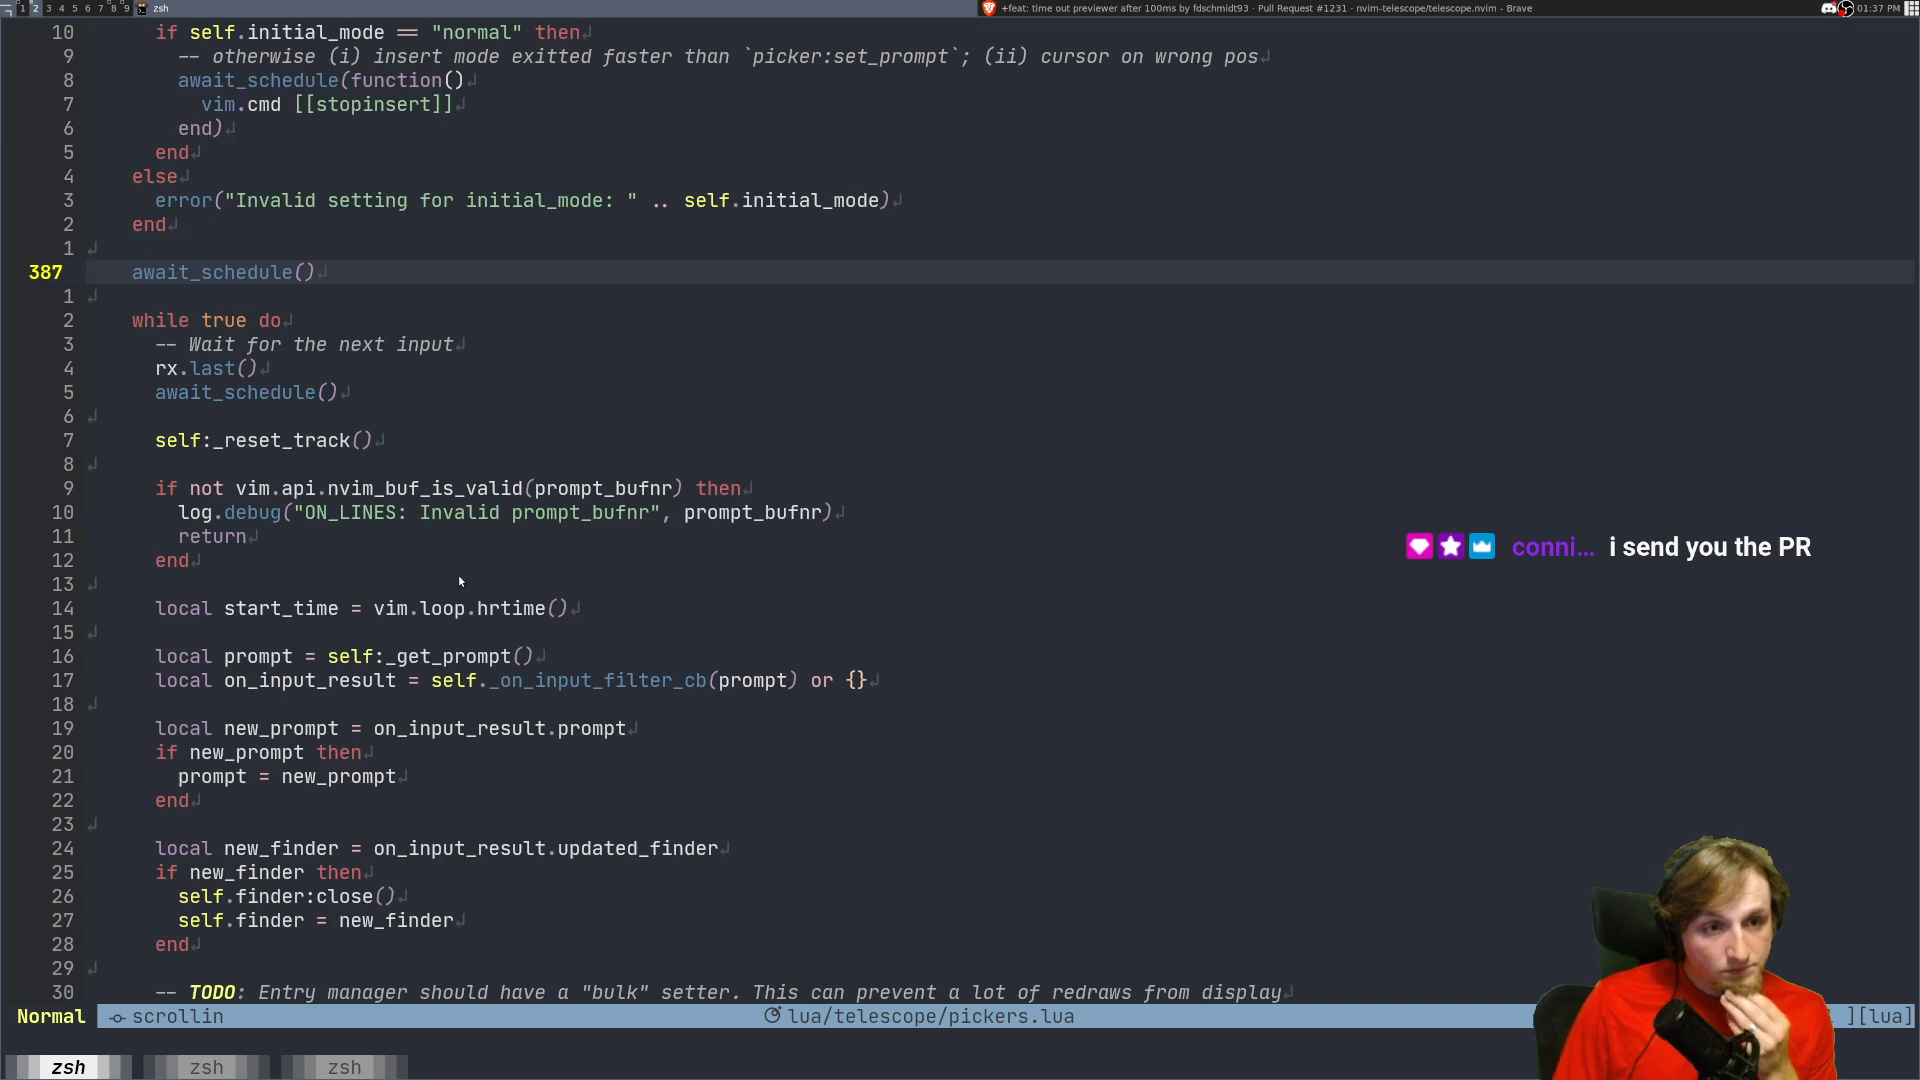 1 2 3 4 5 6 7 8 9 zsh
+feat: time out previewer after 100ms by fdschmidt93 · Pull Request #1231 · nvim-telescope/telescope.nvim - Brave
01:37 PM
10 if self.initial_mode == "normal" then
9 -- otherwise (i) insert mode exitted faster than `picker:set_prompt`; (ii) cursor on wrong pos
8 await_schedule(function()
7 vim.cmd [[stopinsert]]
6 end)
5 end
4 else
3 error("Invalid setting for initial_mode: " .. self.initial_mode)
2 end
1
387 await_schedule()
1
2 while true do
3 -- Wait for the next input
4 rx.last()
5 await_schedule()
6
7 self:_reset_track()
8
9 if not vim.api.nvim_buf_is_valid(prompt_bufnr) then
10 log.debug("ON_LINES: Invalid prompt_bufnr", prompt_bufnr)
11 return
12 end
13
14 local start_time = vim.loop.hrtime()
15
16 local prompt = self:_get_prompt()
17 local on_input_result = self._on_input_filter_cb(prompt) or {}
18
19 local new_prompt = on_input_result.prompt
20 if new_prompt then
21 prompt = new_prompt
22 end
23
24 local new_finder = on_input_result.updated_finder
25 if new_finder then
26 self.finder:close()
27 self.finder = new_finder
28 end
29
30 -- TODO: Entry manager should have a "bulk" setter. This can prevent a lot of redraws from display
conni... i send you the PR
Normal scrollin lua/telescope/pickers.lua ][lua]
zsh zsh zsh